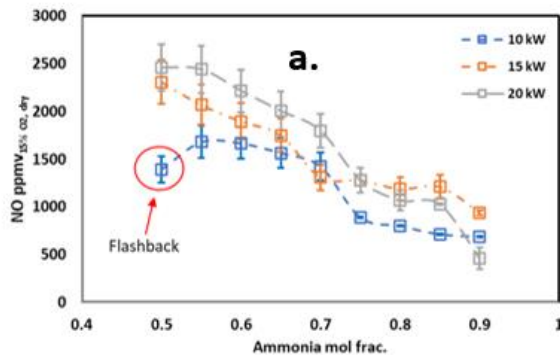 3000
a.
10 kW
2500
15 kW
20 kW
2000
NO ppmv15% O2, dry
1500
1000
500
Flashback
0
0.4 0.5 0.6 0.7 0.8 0.9 1
Ammonia mol frac.